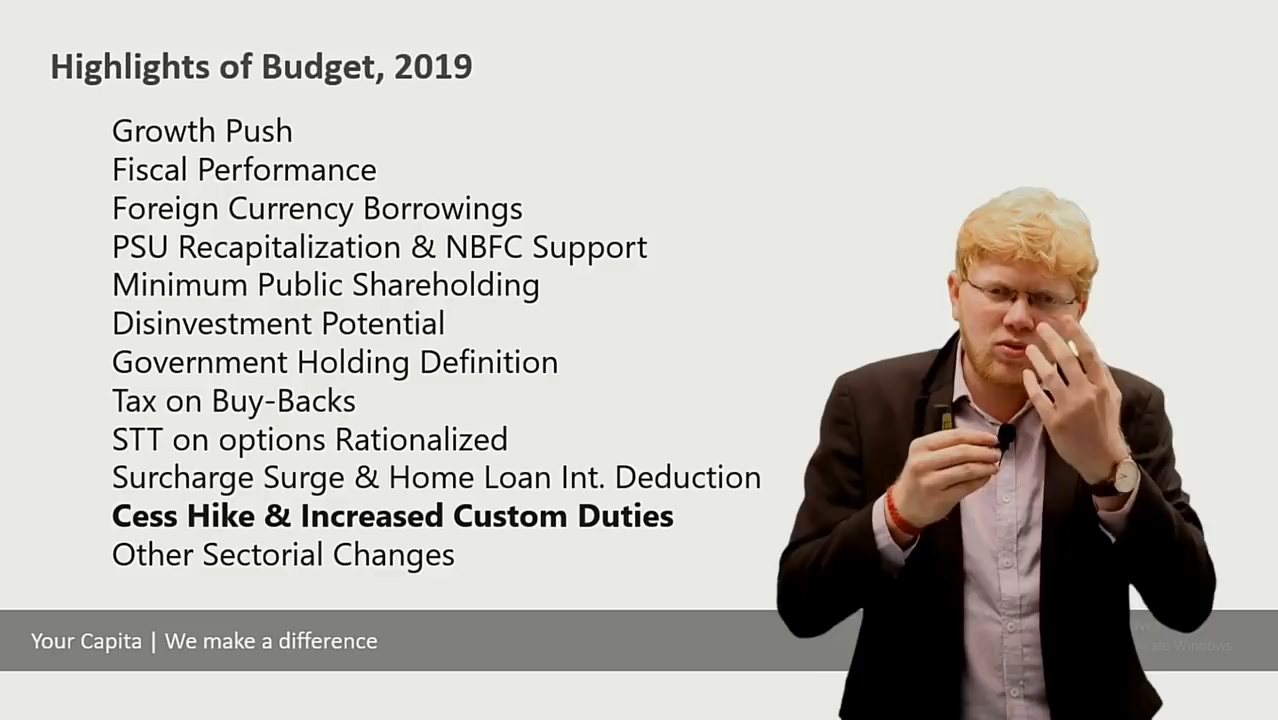 Highlights of Budget, 2019
Growth Push
Fiscal Performance
Foreign Currency Borrowings
PSU Recapitalization & NBFC Support
Minimum Public Shareholding
Disinvestment Potential
Government Holding Definition
Tax on Buy-Backs
STT on options Rationalized
Surcharge Surge & Home Loan Int. Deduction
Cess Hike & Increased Custom Duties
Other Sectorial Changes
Your Capita | We make a difference
Windows